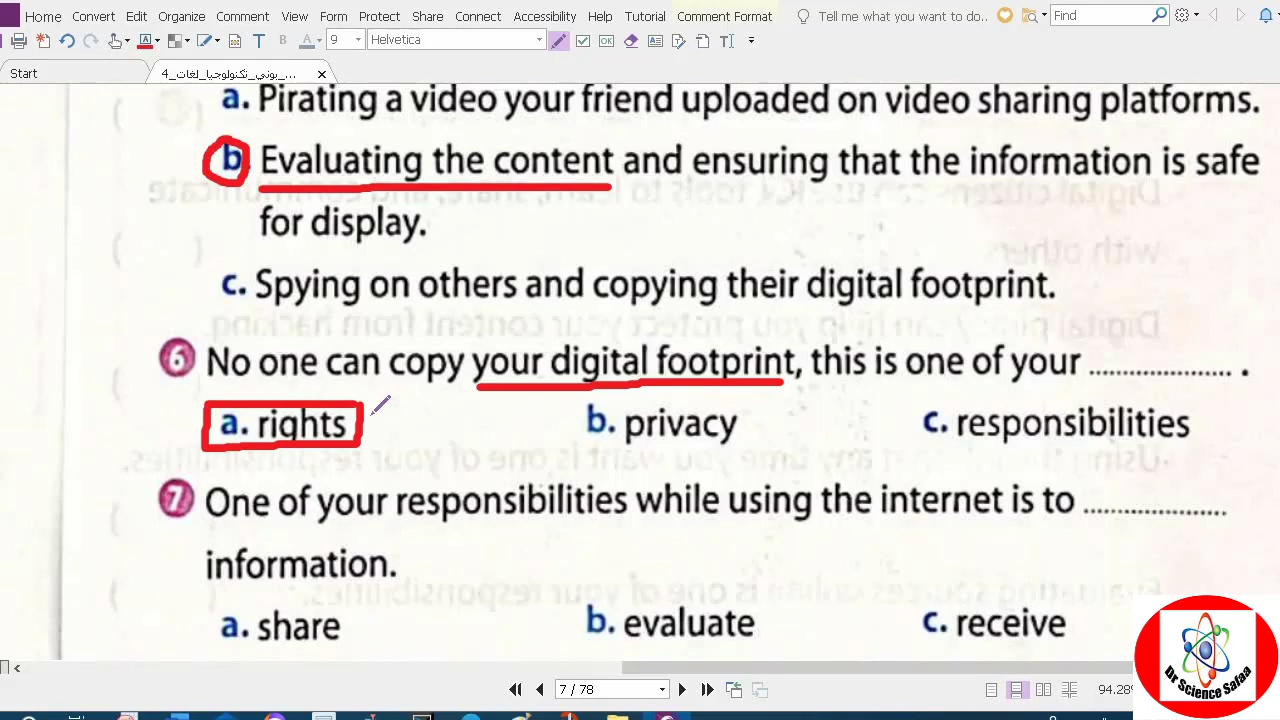 Home Convert Edit Organize Comment View Form Protect Share Connect Accessibility Help Tutorial Comment Format Tell me what you want to do.. Find
9 Helvetica
Start 4_بوني_تكنولوجيا_لغات_...
a. Pirating a video your friend uploaded on video sharing platforms.
b Evaluating the content and ensuring that the information is safe
for display.
c. Spying on others and copying their digital footprint.
6 No one can copy your digital footprint, this is one of your ..................... .
a. rights b. privacy c. responsibilities
7 One of your responsibilities while using the internet is to .....................
information.
a. share b. evaluate c. receive
7 / 78 94.28%
Dr Science Safaa